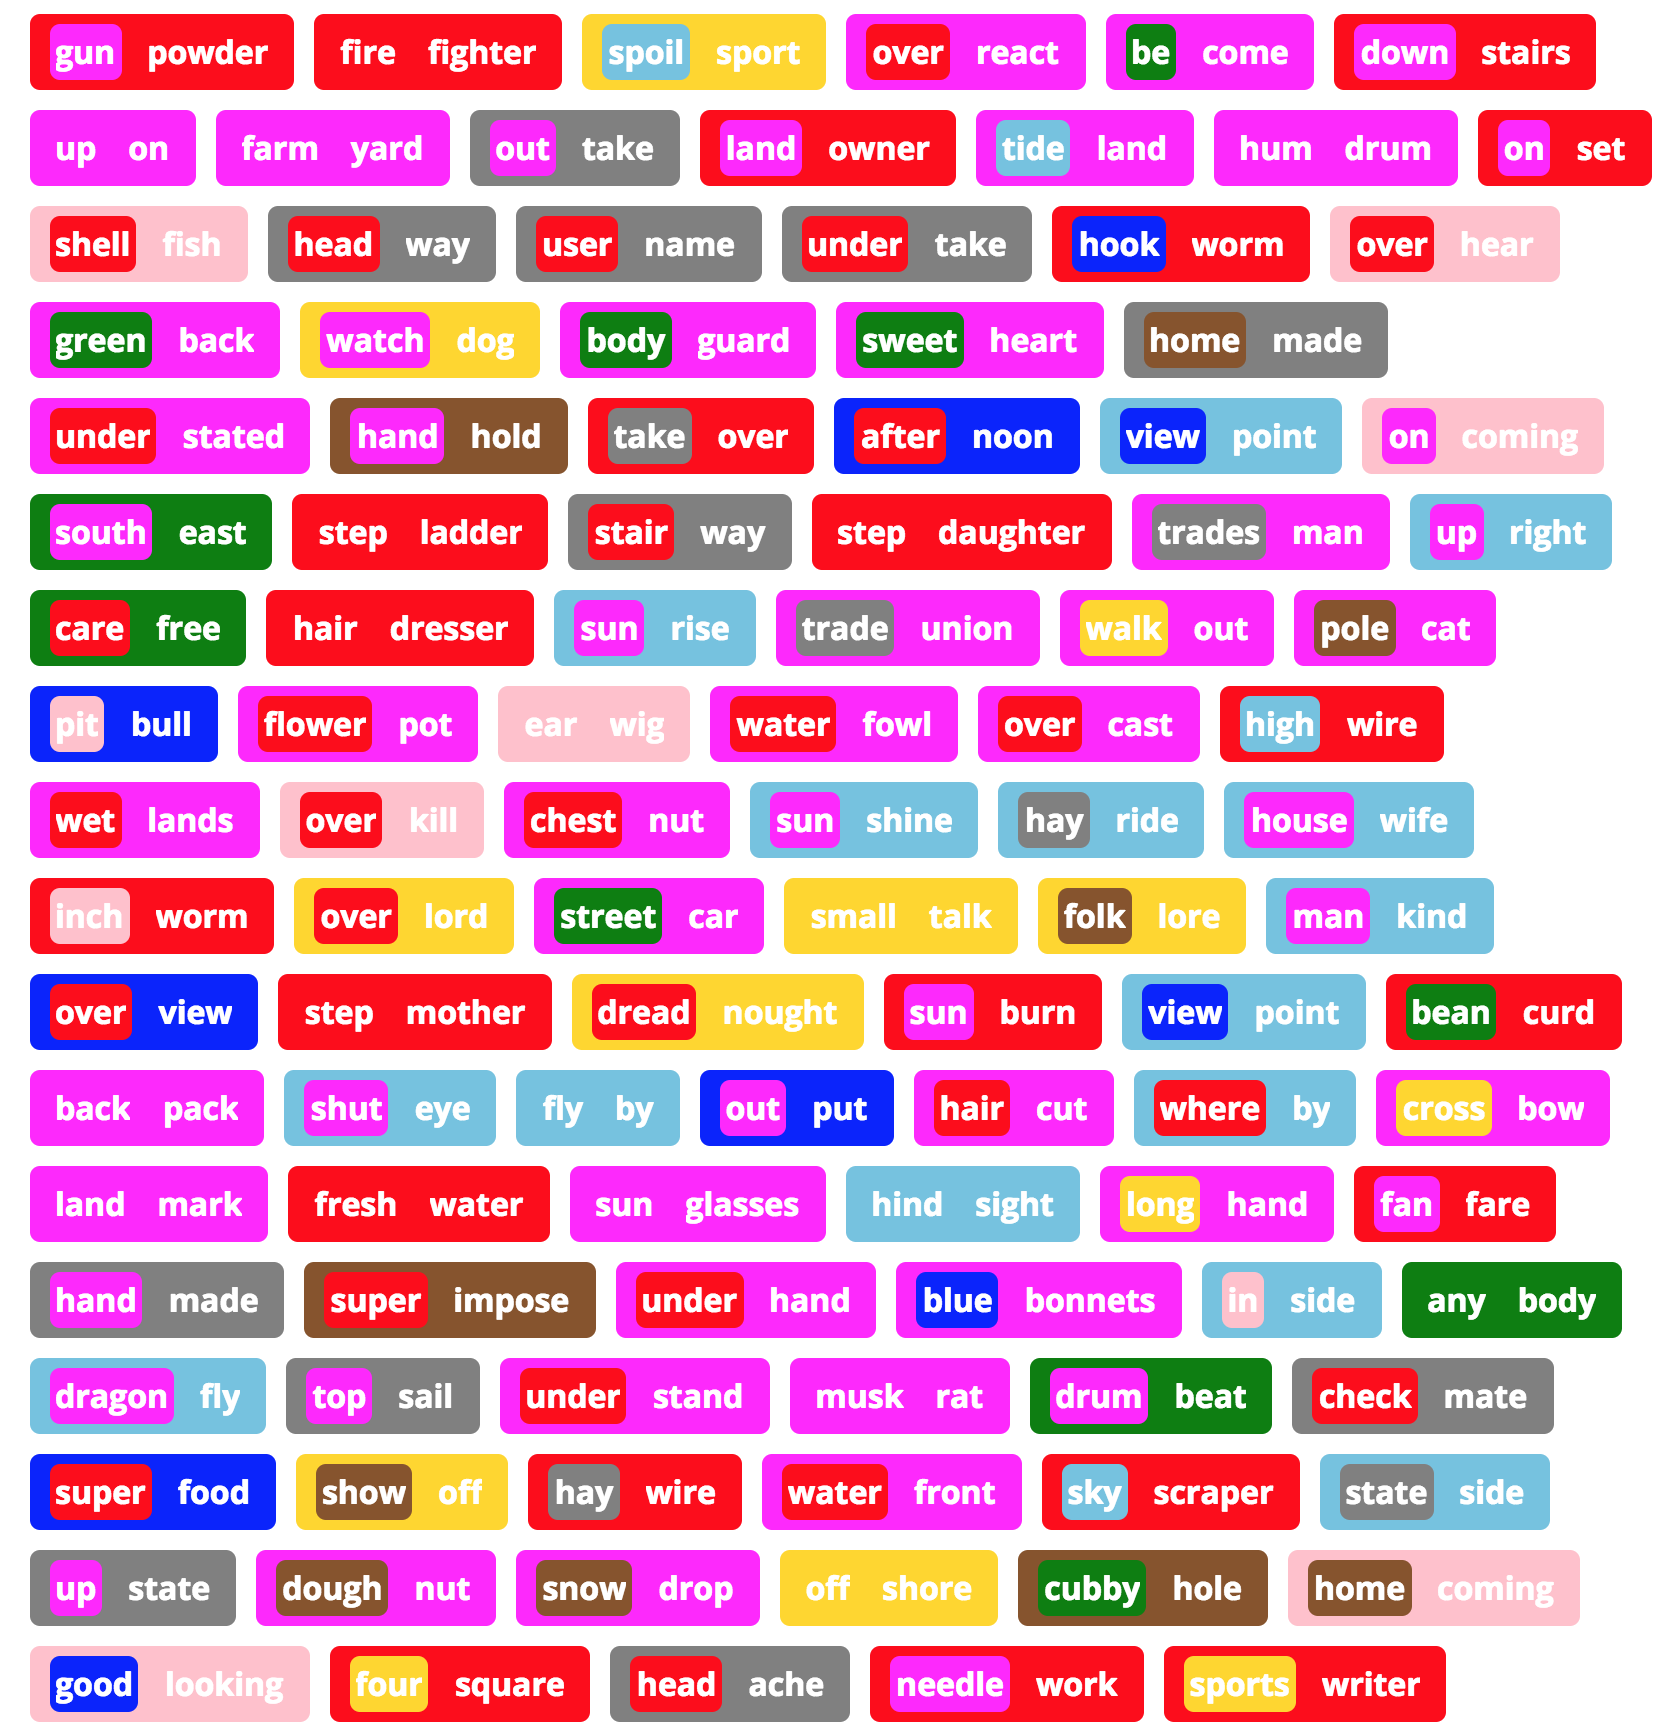 gun powder fire fighter spoil sport over react be come down stairs
up on farm yard out take land owner tide land hum drum on set
shell fish head way user name under take hook worm over hear
green back watch dog body guard sweet heart home made
under stated hand hold take over after noon view point on coming
south east step ladder stair way step daughter trades man up right
care free hair dresser sun rise trade union walk out pole cat
pit bull flower pot ear wig water fowl over cast high wire
wet lands over kill chest nut sun shine hay ride house wife
inch worm over lord street car small talk folk lore man kind
over view step mother dread nought sun burn view point bean curd
back pack shut eye fly by out put hair cut where by cross bow
land mark fresh water sun glasses hind sight long hand fan fare
hand made super impose under hand blue bonnets in side any body
dragon fly top sail under stand musk rat drum beat check mate
super food show off hay wire water front sky scraper state side
up state dough nut snow drop off shore cubby hole home coming
good looking four square head ache needle work sports writer